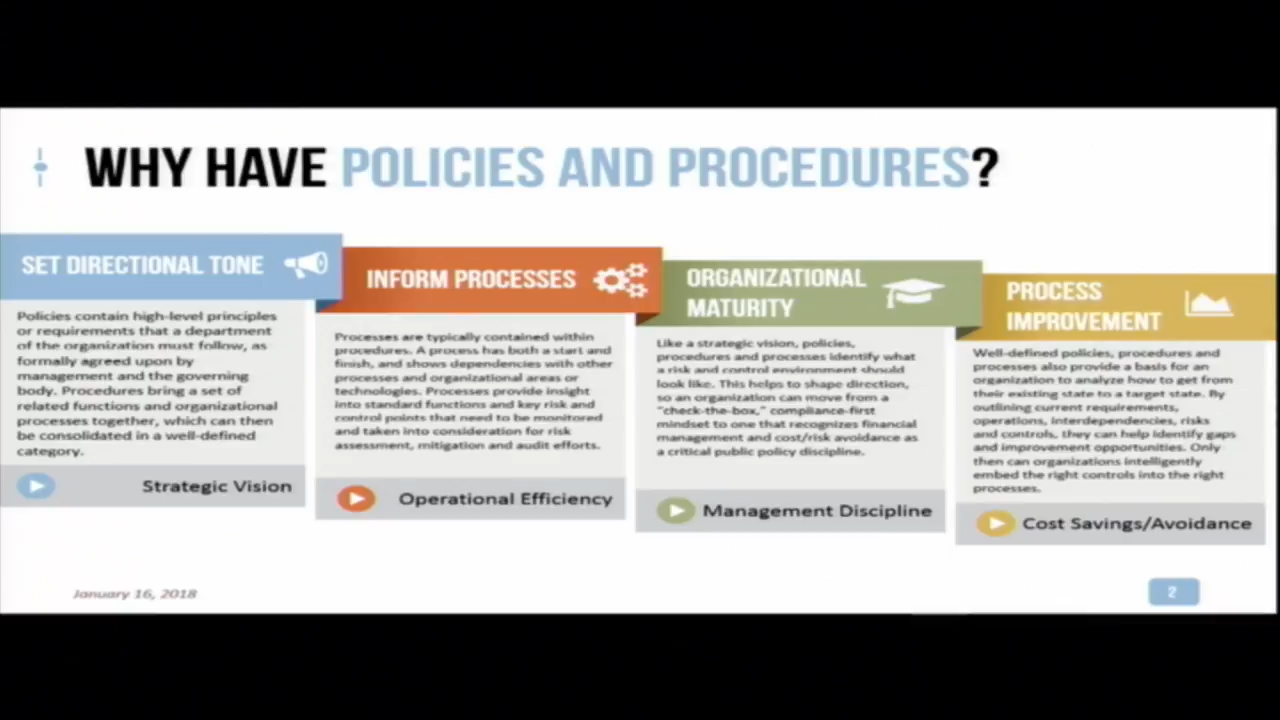 WHY HAVE POLICIES AND PROCEDURES?
SET DIRECTIONAL TONE
Policies contain high-level principles
or requirements that a department
of the organization must follow, as
formally agreed upon by
management and the governing
body. Procedures bring a set of
related functions and organizational
processes together, which can then
be consolidated in a well-defined
category.
Strategic Vision
INFORM PROCESSES
Processes are typically contained within
procedures. A process has both a start and
finish, and shows dependencies with other
processes and organizational areas or
technologies. Processes provide insight
into standard functions and key risk and
control points that need to be monitored
and taken into consideration for risk
assessment, mitigation and audit efforts.
Operational Efficiency
ORGANIZATIONAL
MATURITY
Like a strategic vision, policies,
procedures and processes identify what
a risk and control environment should
look like. This helps to shape direction,
so an organization can move from a
"check-the-box," compliance-first
mindset to one that recognizes financial
management and cost/risk avoidance as
a critical public policy discipline.
Management Discipline
PROCESS
IMPROVEMENT
Well-defined policies, procedures and
processes also provide a basis for an
organization to analyze how to get from
their existing state to a target state. By
outlining current requirements,
operations, interdependencies, risks
and controls, they can help identify gaps
and improvement opportunities. Only
then can organizations intelligently
embed the right controls into the right
processes.
Cost Savings/Avoidance
January 16, 2018
2